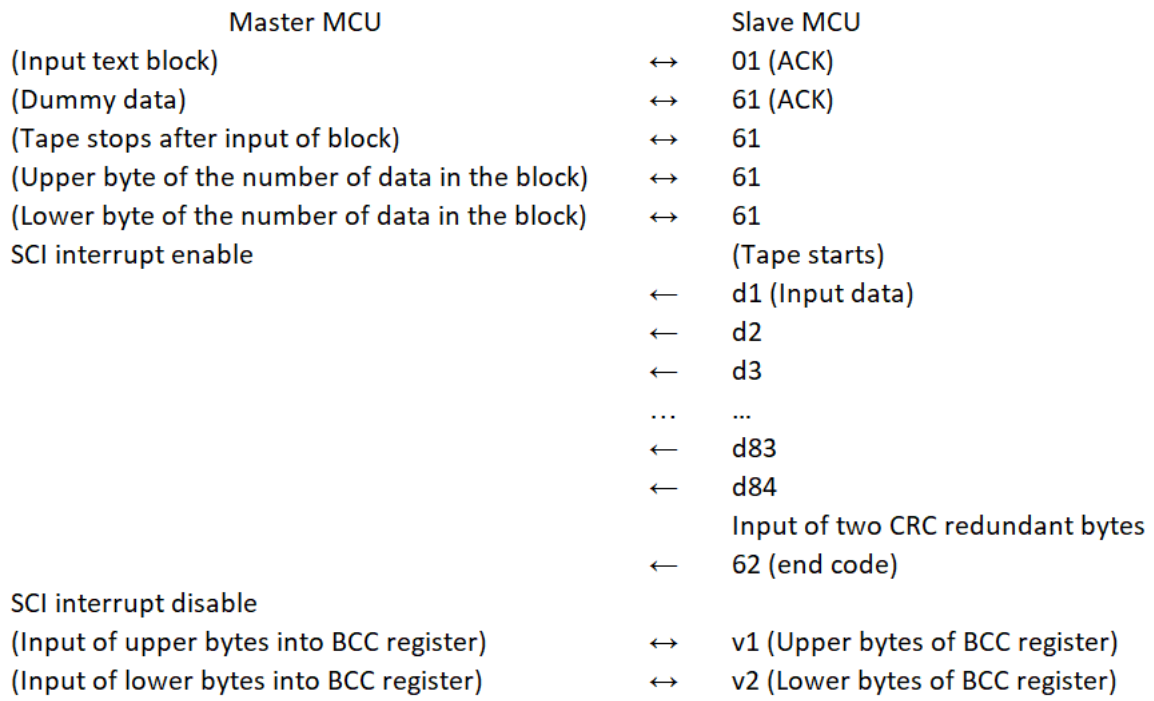 Master MCU Slave MCU
(Input text block) ↔ 01 (ACK)
(Dummy data) ↔ 61 (ACK)
(Tape stops after input of block) ↔ 61
(Upper byte of the number of data in the block) ↔ 61
(Lower byte of the number of data in the block) ↔ 61
SCI interrupt enable (Tape starts)
← d1 (Input data)
← d2
← d3
... ...
← d83
← d84
Input of two CRC redundant bytes
← 62 (end code)
SCI interrupt disable
(Input of upper bytes into BCC register) ↔ v1 (Upper bytes of BCC register)
(Input of lower bytes into BCC register) ↔ v2 (Lower bytes of BCC register)